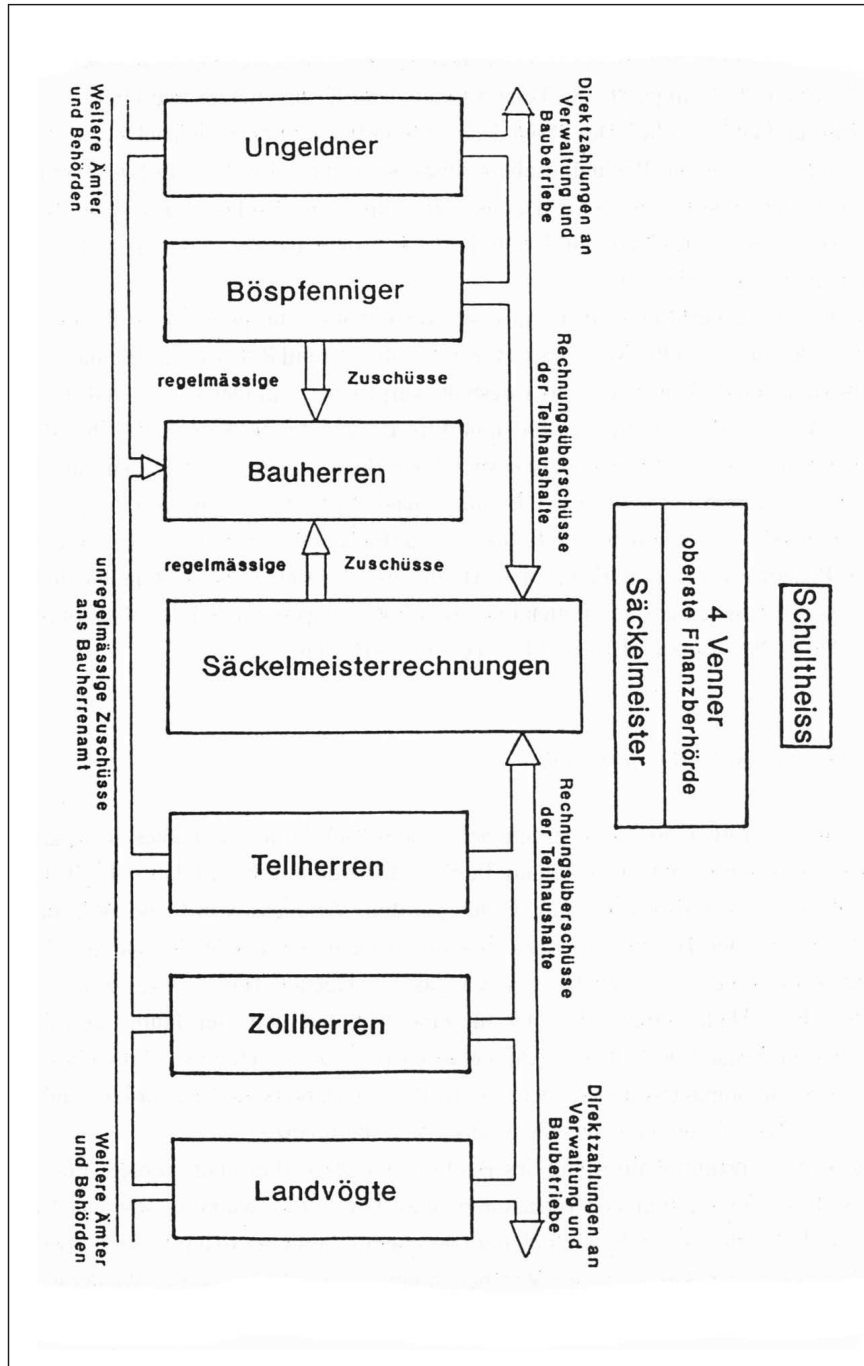 Schultheiss
4 Venner
oberste Finanzberhörde
Säckelmeister
Direktzahlungen an
Verwaltung und
Baubetriebe
Rechnungsüberschüsse
der Teilhaushalte
Rechnungsüberschüsse
der Tellhaushalte
Direktzahlungen an
Verwaltung und
Baubetriebe
Ungeldner
Böspfenniger
regelmässige Zuschüsse
Bauherren
regelmässige Zuschüsse
Säckelmeisterrechnungen
Tellherren
Zollherren
Landvögte
Weitere Ämter
und Behörden
unregelmässige Zuschüsse
ans Bauherrenamt
Weitere Ämter
und Behörden